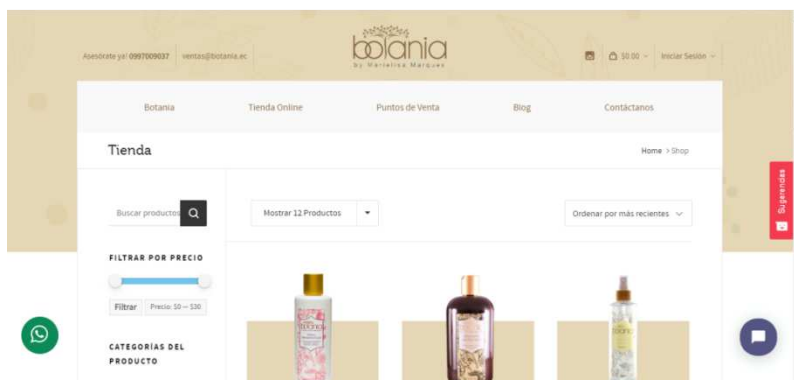 Asesórate ya! 0997009037
ventas@botania.ec
botania
by Marielisa Marques
$0.00
Iniciar Sesión
Botania
Tienda Online
Puntos de Venta
Blog
Contáctanos
Tienda
Home > Shop
Sugerencias
Buscar productos
Mostrar 12 Productos
Ordenar por más recientes
FILTRAR POR PRECIO
Filtrar
Precio: $0 — $30
CATEGORÍAS DEL
PRODUCTO